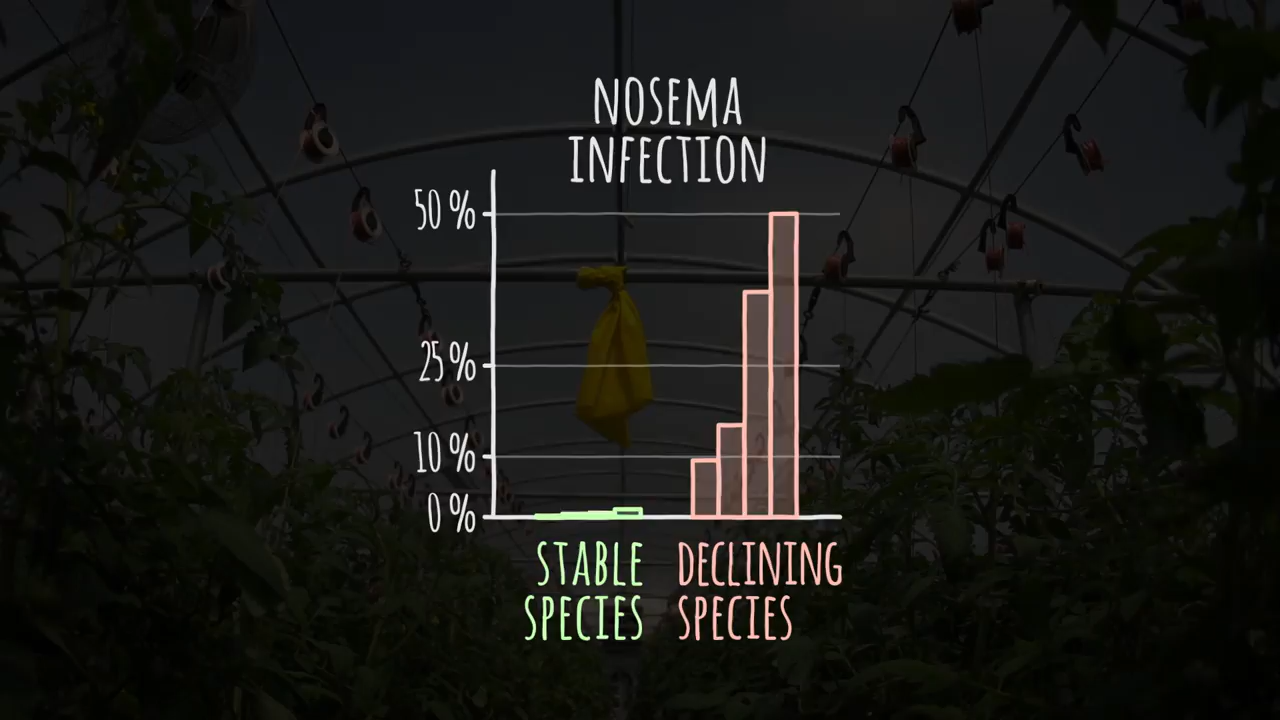 NOSEMA
INFECTION
50 %
25 %
10 %
0 %
STABLE
SPECIES
DECLINING
SPECIES